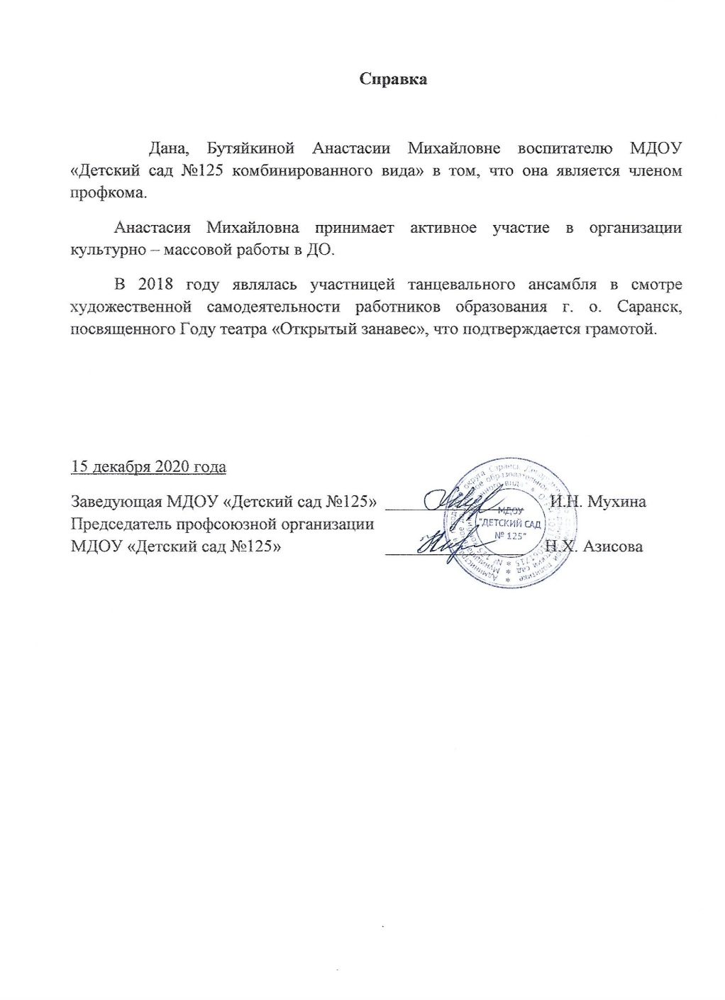 Справка
Дана, Бутяйкиной Анастасии Михайловне воспитателю МДОУ
«Детский сад №125 комбинированного вида» в том, что она является членом
профкома.
Анастасия Михайловна принимает активное участие в организации
культурно – массовой работы в ДО.
В 2018 году являлась участницей танцевального ансамбля в смотре
художественной самодеятельности работников образования г. о. Саранск,
посвященного Году театра «Открытый занавес», что подтверждается грамотой.
15 декабря 2020 года
Заведующая МДОУ «Детский сад №125» И.Н. Мухина
Председатель профсоюзной организации
МДОУ «Детский сад №125» Н.Х. Азисова
МДОУ
"ДЕТСКИЙ САД
№ 125"